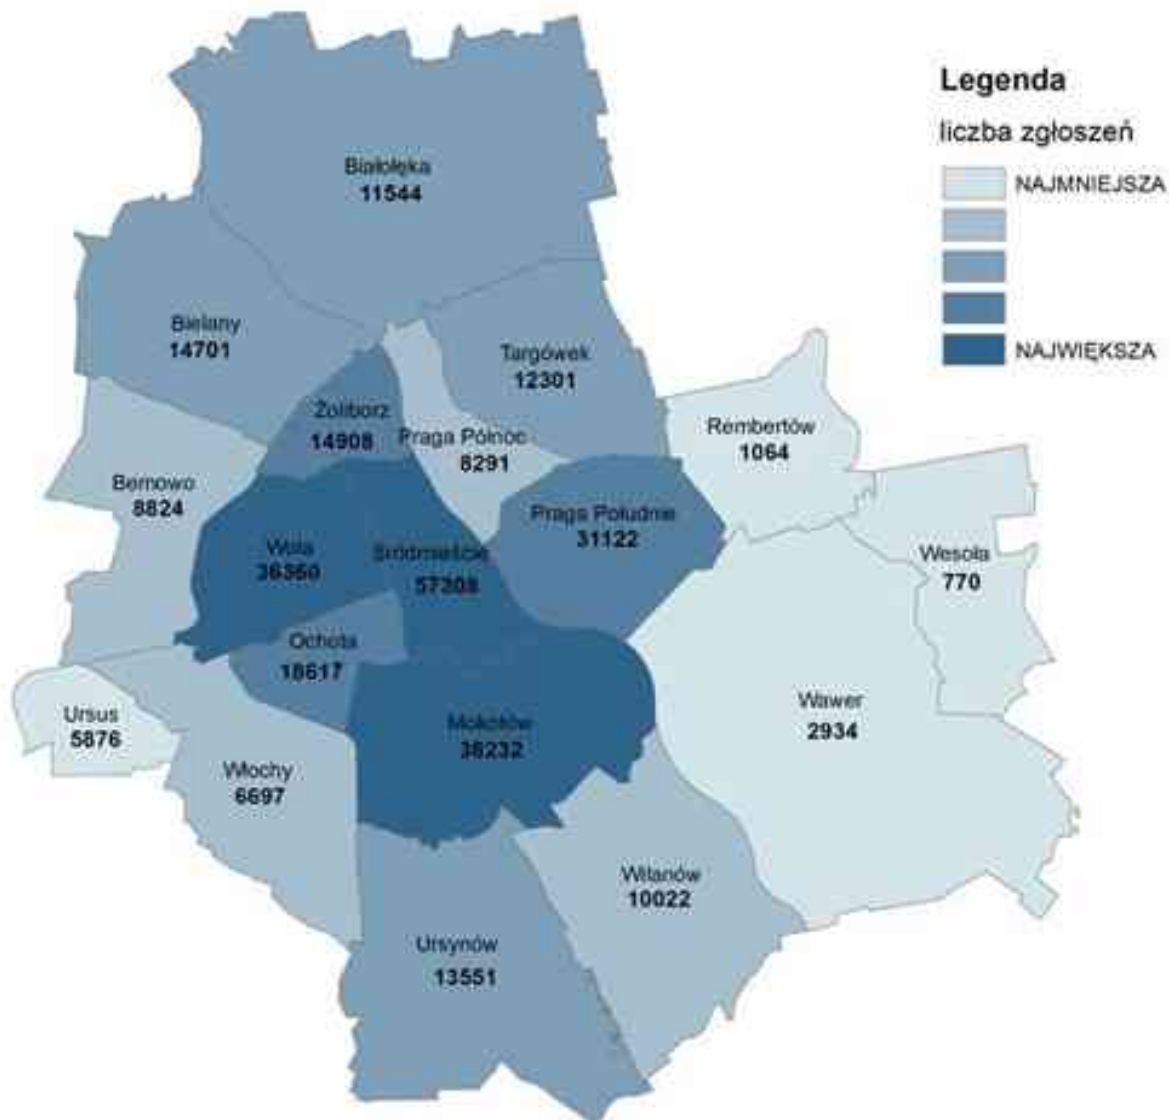 Legenda
liczba zgłoszeń
NAJMNIEJSZA
NAJWIĘKSZA
Białołęka
11544
Bielany
14701
Targówek
12301
Żoliborz
14908
Praga Północ
8291
Rembertów
1064
Bemowo
8824
Praga Południe
31122
Wola
36360
Śródmieście
57208
Wesoła
770
Ochota
18617
Ursus
5876
Mokotów
38232
Wawer
2934
Włochy
6697
Wilanów
10022
Ursynów
13551